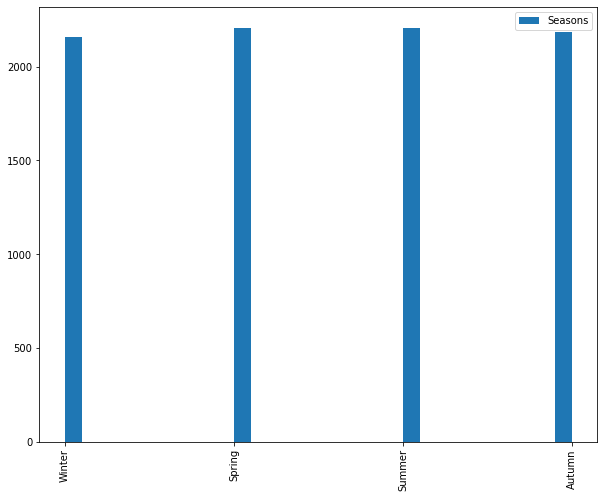 Seasons
2000
1500
1000
500
0
Winter
Spring
Summer
Autumn